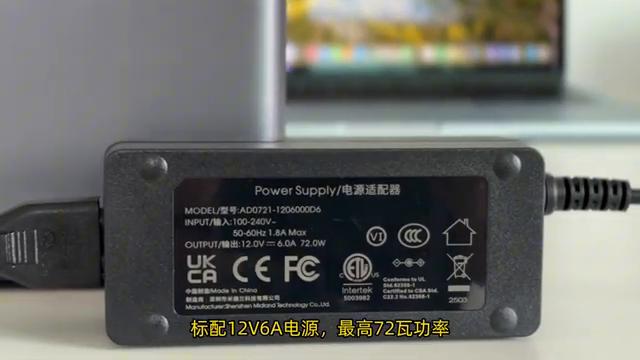 Power Supply/电源适配器
MODEL/型号:AD0721-1206000D6
INPUT/输入:100-240V~
50-60Hz 1.8A Max
OUTPUT/输出:12.0V⎓6.0A 72.0W
VI
CCC
UK
CA
CE FC
ETL
Intertek
5003982
Conforms to UL
Std.62368-1
Certified to CSA Std.
C22.2 No.62368-1
中国制造/Made In China
Manufacturer:Shenzhen Midland Technology Co., Ltd
标配12V6A电源，最高72瓦功率